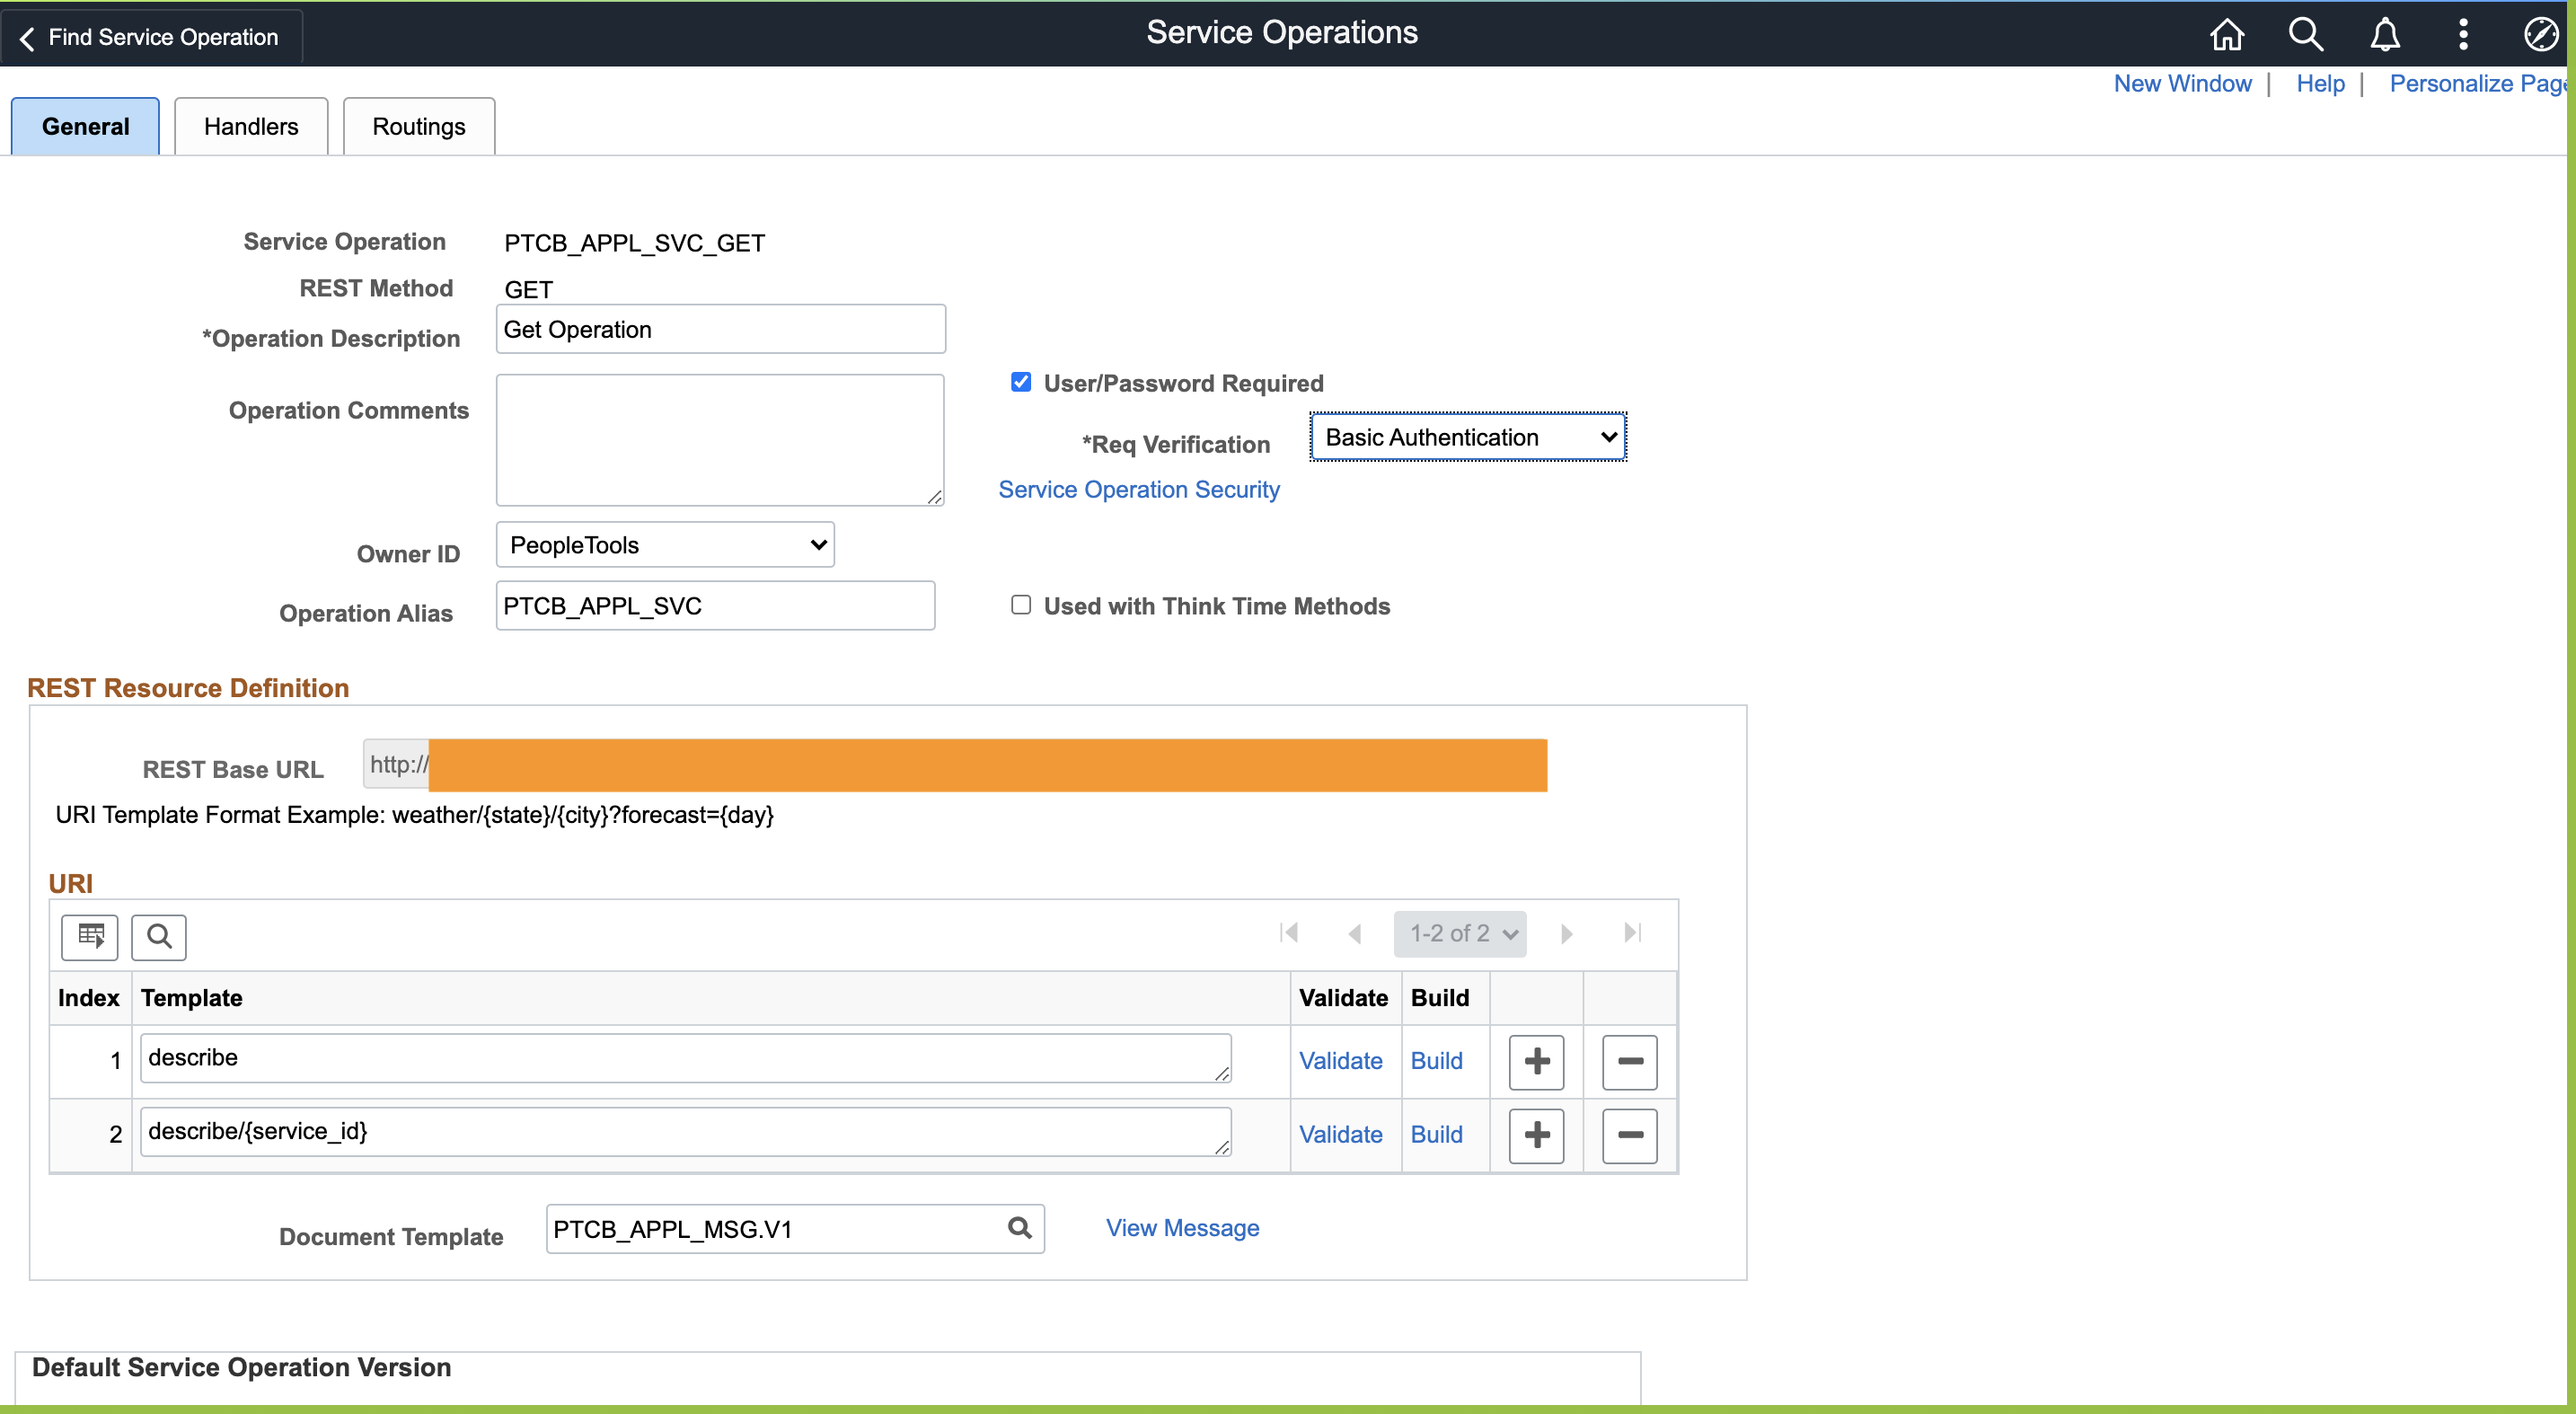 Find Service Operation
Service Operations
New Window | Help | Personalize Page
General
Handlers
Routings
Service Operation PTCB_APPL_SVC_GET
REST Method GET
*Operation Description Get Operation
Operation Comments
User/Password Required
*Req Verification Basic Authentication
Service Operation Security
Owner ID PeopleTools
Operation Alias PTCB_APPL_SVC
Used with Think Time Methods
REST Resource Definition
REST Base URL http://
URI Template Format Example: weather/{state}/{city}?forecast={day}
URI
1-2 of 2
Index Template Validate Build
1 describe Validate Build
2 describe/{service_id} Validate Build
Document Template PTCB_APPL_MSG.V1 View Message
Default Service Operation Version